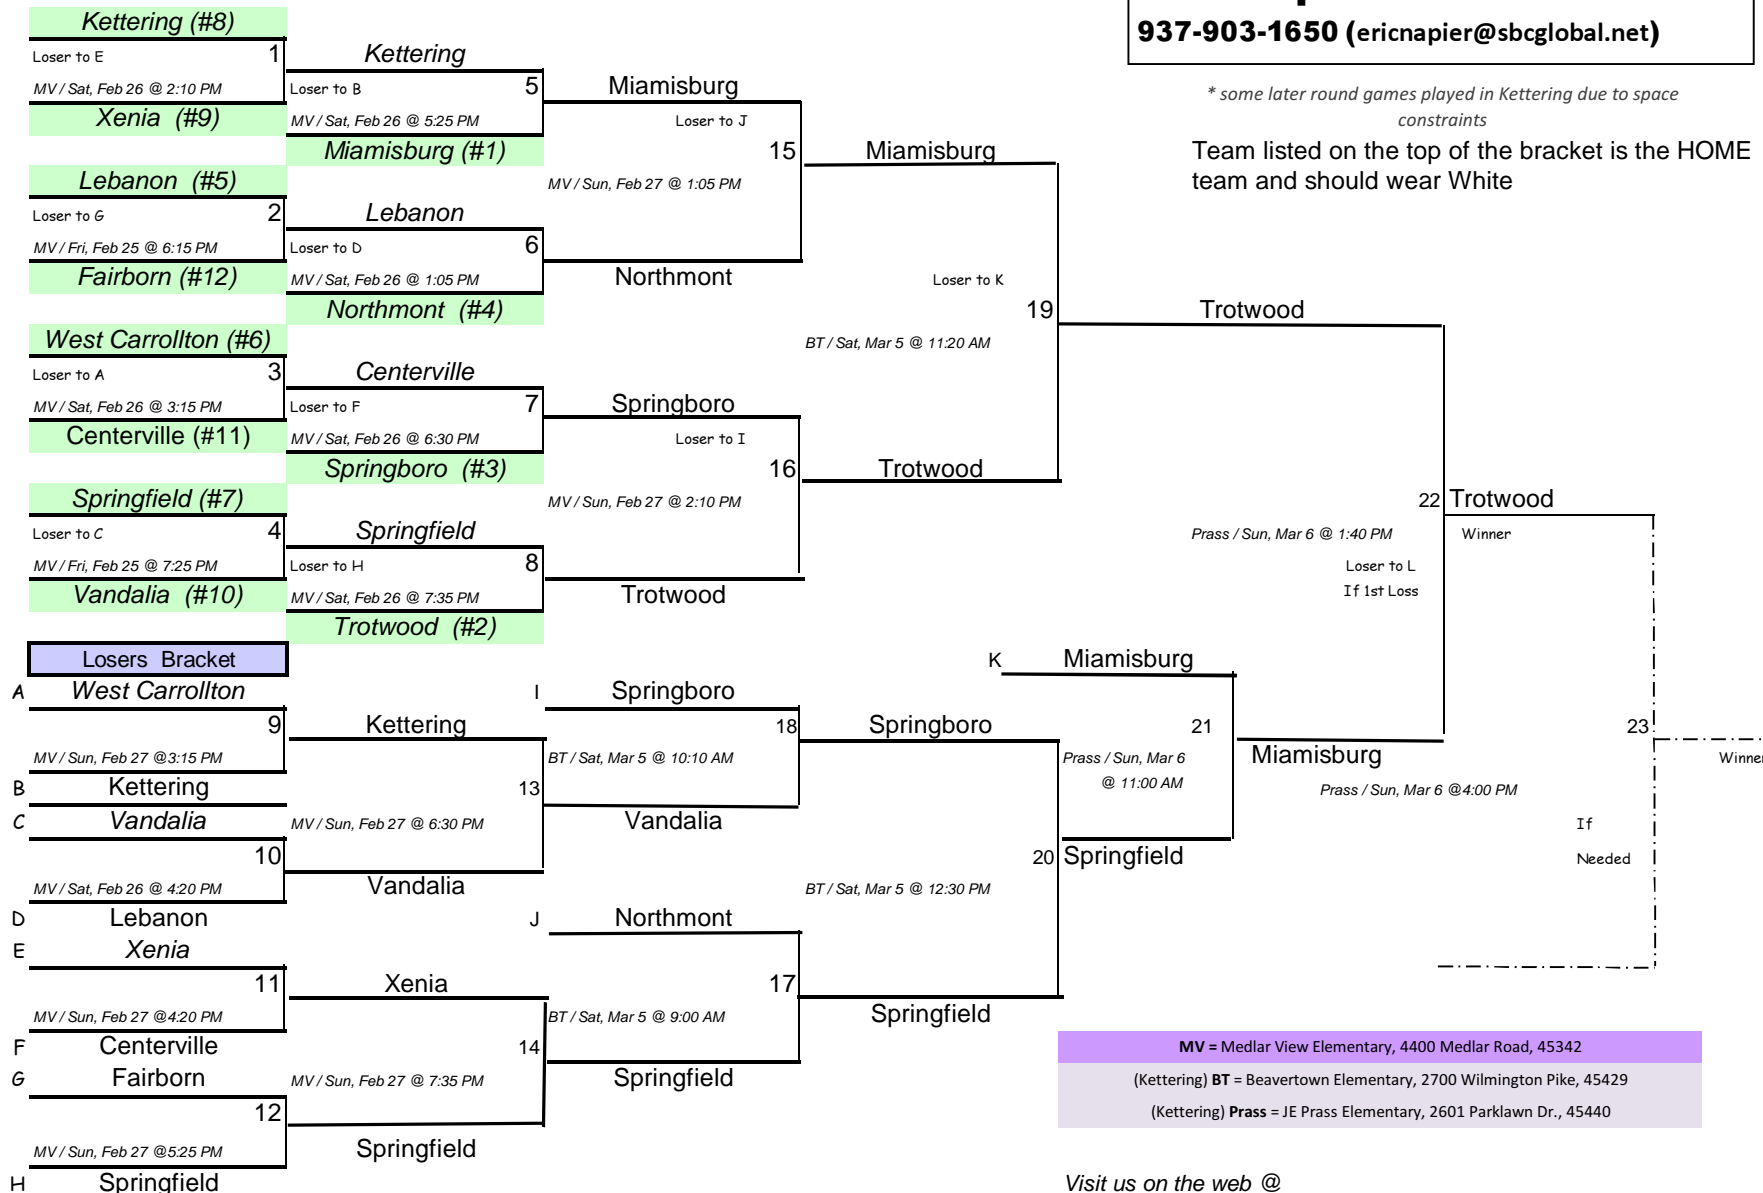 937-903-1650 (ericnapier@sbcglobal.net)
* some later round games played in Kettering due to space
constraints
Team listed on the top of the bracket is the HOME
team and should wear White
Kettering (#8)
Loser to E
1
MV / Sat, Feb 26 @ 2:10 PM
Xenia (#9)
Lebanon (#5)
Loser to G
2
MV / Fri, Feb 25 @ 6:15 PM
Fairborn (#12)
West Carrollton (#6)
Loser to A
3
MV / Sat, Feb 26 @ 3:15 PM
Centerville (#11)
Springfield (#7)
Loser to C
4
MV / Fri, Feb 25 @ 7:25 PM
Vandalia (#10)
Kettering
Loser to B
5
MV / Sat, Feb 26 @ 5:25 PM
Miamisburg (#1)
Lebanon
Loser to D
6
MV / Sat, Feb 26 @ 1:05 PM
Northmont (#4)
Centerville
Loser to F
7
MV / Sat, Feb 26 @ 6:30 PM
Springboro (#3)
Springfield
Loser to H
8
MV / Sat, Feb 26 @ 7:35 PM
Trotwood (#2)
Miamisburg
Loser to J
15
MV / Sun, Feb 27 @ 1:05 PM
Northmont
Springboro
Loser to I
16
MV / Sun, Feb 27 @ 2:10 PM
Trotwood
Miamisburg
Loser to K
19
BT / Sat, Mar 5 @ 11:20 AM
Trotwood
Trotwood
22
Prass / Sun, Mar 6 @ 1:40 PM
Loser to L
If 1st Loss
Trotwood
Winner
Losers Bracket
A West Carrollton
9
MV / Sun, Feb 27 @3:15 PM
B Kettering
C Vandalia
10
MV / Sat, Feb 26 @ 4:20 PM
D Lebanon
E Xenia
11
MV / Sun, Feb 27 @4:20 PM
F Centerville
G Fairborn
12
MV / Sun, Feb 27 @5:25 PM
H Springfield
Kettering
13
MV / Sun, Feb 27 @ 6:30 PM
Vandalia
Xenia
14
MV / Sun, Feb 27 @ 7:35 PM
Springfield
I Springboro
18
BT / Sat, Mar 5 @ 10:10 AM
Vandalia
J Northmont
17
BT / Sat, Mar 5 @ 9:00 AM
Springfield
Springboro
20
BT / Sat, Mar 5 @ 12:30 PM
Springfield
K Miamisburg
21
Prass / Sun, Mar 6
@ 11:00 AM
Springfield
Miamisburg
Prass / Sun, Mar 6 @4:00 PM
23
If
Needed
Winner
MV = Medlar View Elementary, 4400 Medlar Road, 45342
(Kettering) BT = Beavertown Elementary, 2700 Wilmington Pike, 45429
(Kettering) Prass = JE Prass Elementary, 2601 Parklawn Dr., 45440
Visit us on the web @